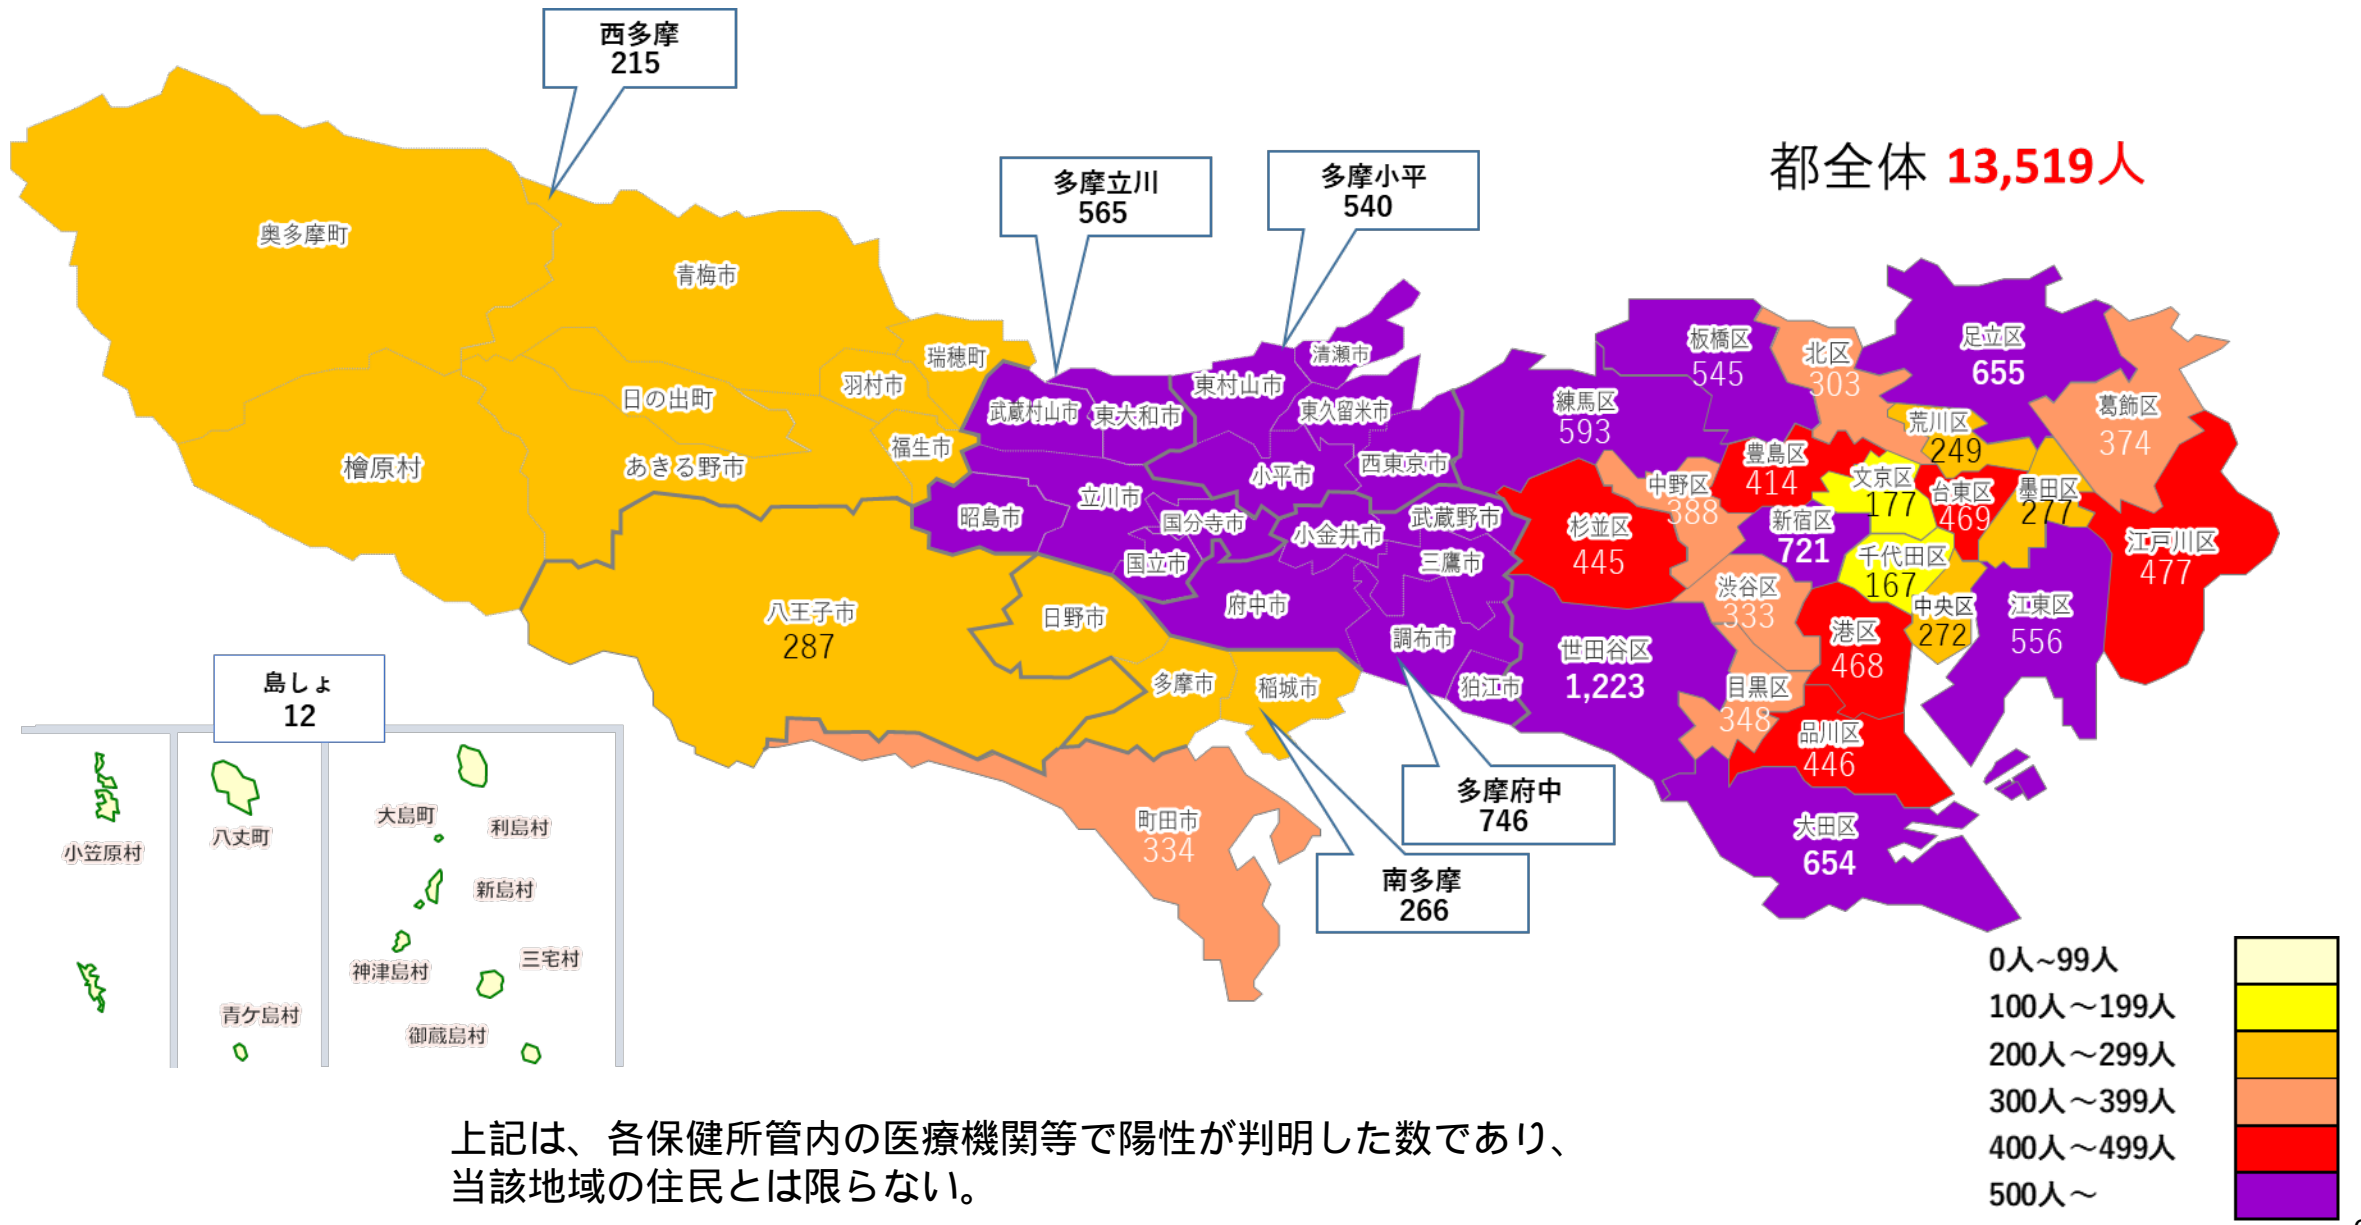 西多摩
215
多摩立川
565
多摩小平
540
都全体 13,519人
奥多摩町
青梅市
瑞穂町
羽村市
日の出町
福生市
檜原村
あきる野市
武蔵村山市
東大和市
東村山市
清瀬市
東久留米市
西東京市
小平市
立川市
昭島市
国分寺市
国立市
小金井市
武蔵野市
三鷹市
府中市
調布市
狛江市
八王子市
287
日野市
多摩市
稲城市
町田市
334
多摩府中
746
南多摩
266
板橋区
545
北区
303
足立区
655
葛飾区
374
練馬区
593
荒川区
249
豊島区
414
文京区
177
台東区
469
墨田区
277
中野区
388
杉並区
445
新宿区
721
千代田区
167
江戸川区
477
渋谷区
333
中央区
272
江東区
556
港区
468
世田谷区
1,223
目黒区
348
品川区
446
大田区
654
島しょ
12
小笠原村
八丈町
青ケ島村
大島町
利島村
新島村
神津島村
三宅村
御蔵島村
0人~99人
100人～199人
200人～299人
300人～399人
400人～499人
500人～
上記は、各保健所管内の医療機関等で陽性が判明した数であり、
当該地域の住民とは限らない。